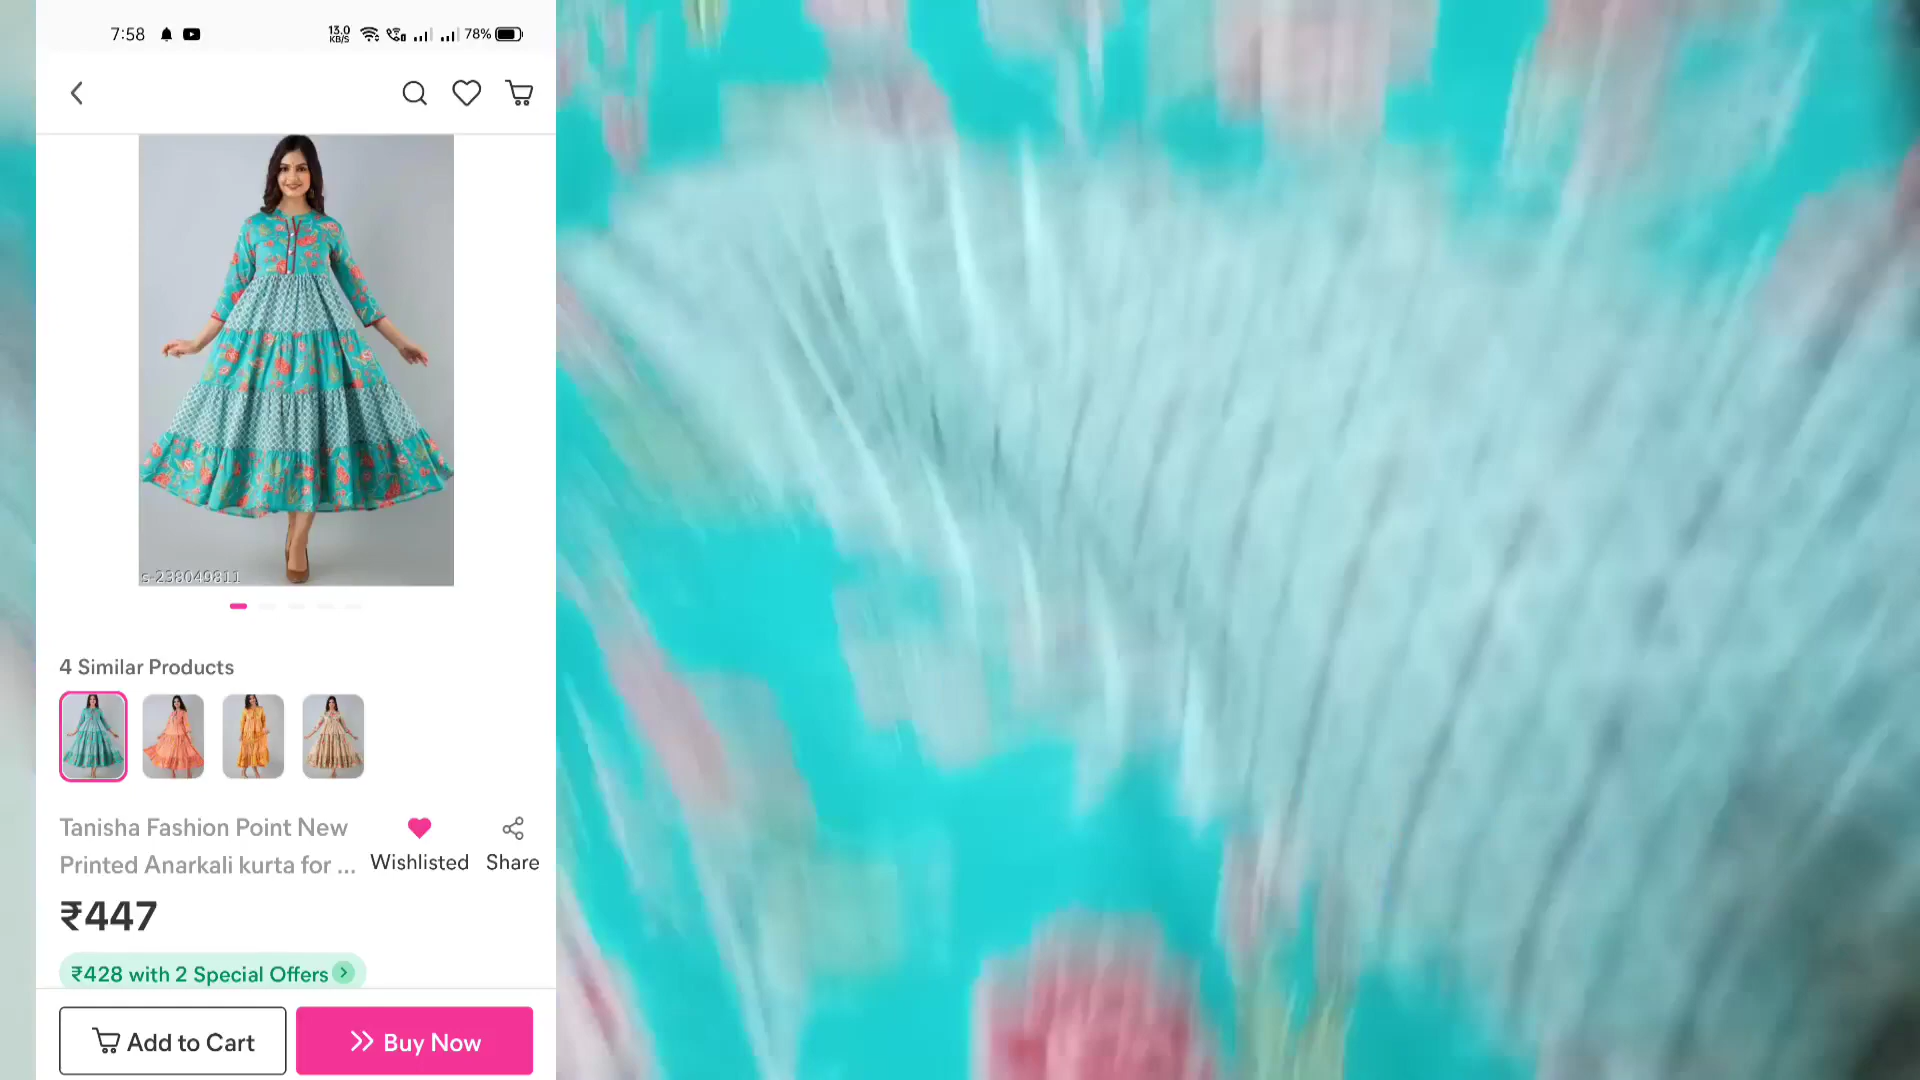 7:58
13.0
KB/S
78%
s-238049811
4 Similar Products
Tanisha Fashion Point New
Printed Anarkali kurta for ...
Wishlisted
Share
₹447
₹428 with 2 Special Offers
Add to Cart
Buy Now